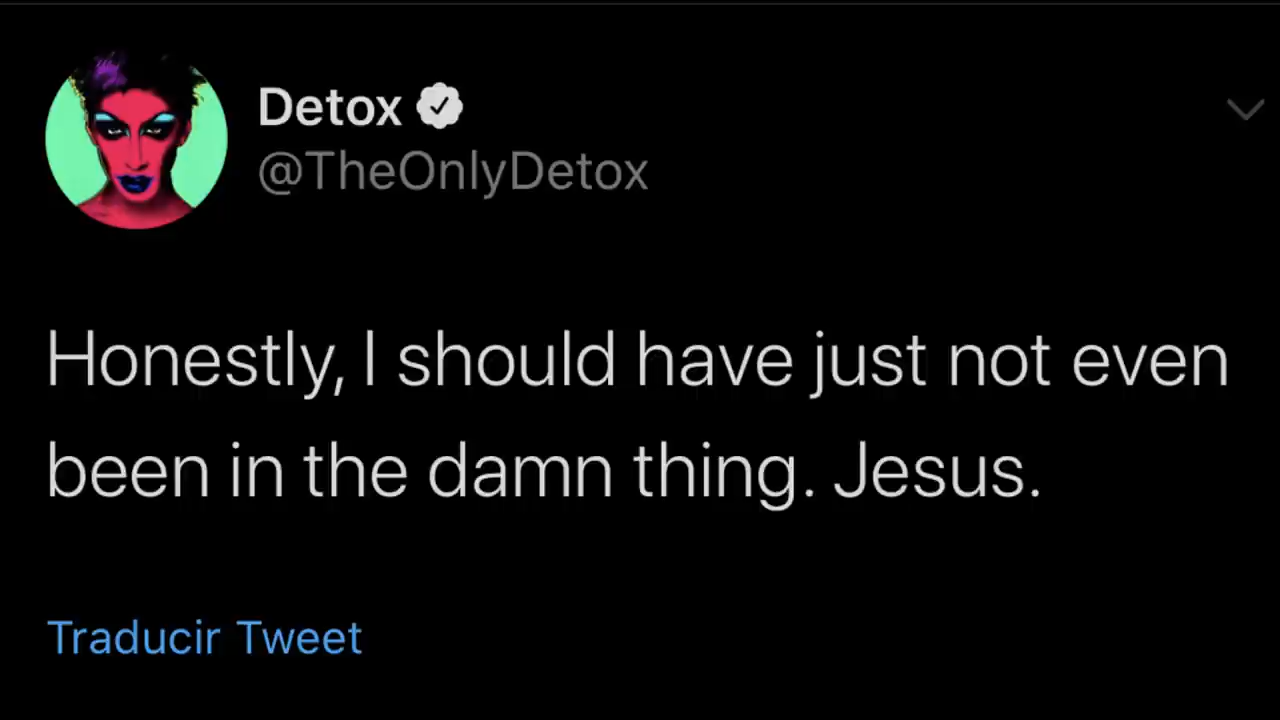 Detox
@TheOnlyDetox
Honestly, I should have just not even
been in the damn thing. Jesus.
Traducir Tweet